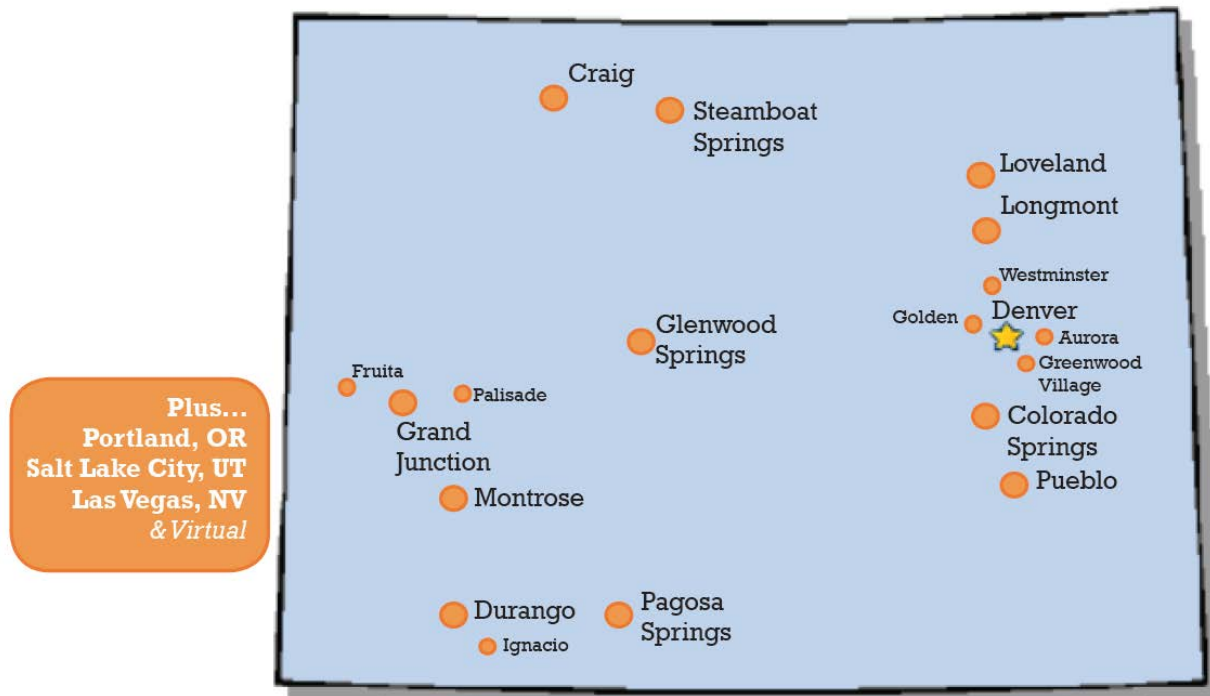 Craig
Steamboat
Springs
Loveland
Longmont
Westminster
Denver
Golden
Aurora
Greenwood
Village
Glenwood
Springs
Fruita
Palisade
Grand
Junction
Colorado
Springs
Pueblo
Montrose
Durango
Ignacio
Pagosa
Springs
Plus...
Portland, OR
Salt Lake City, UT
Las Vegas, NV
& Virtual